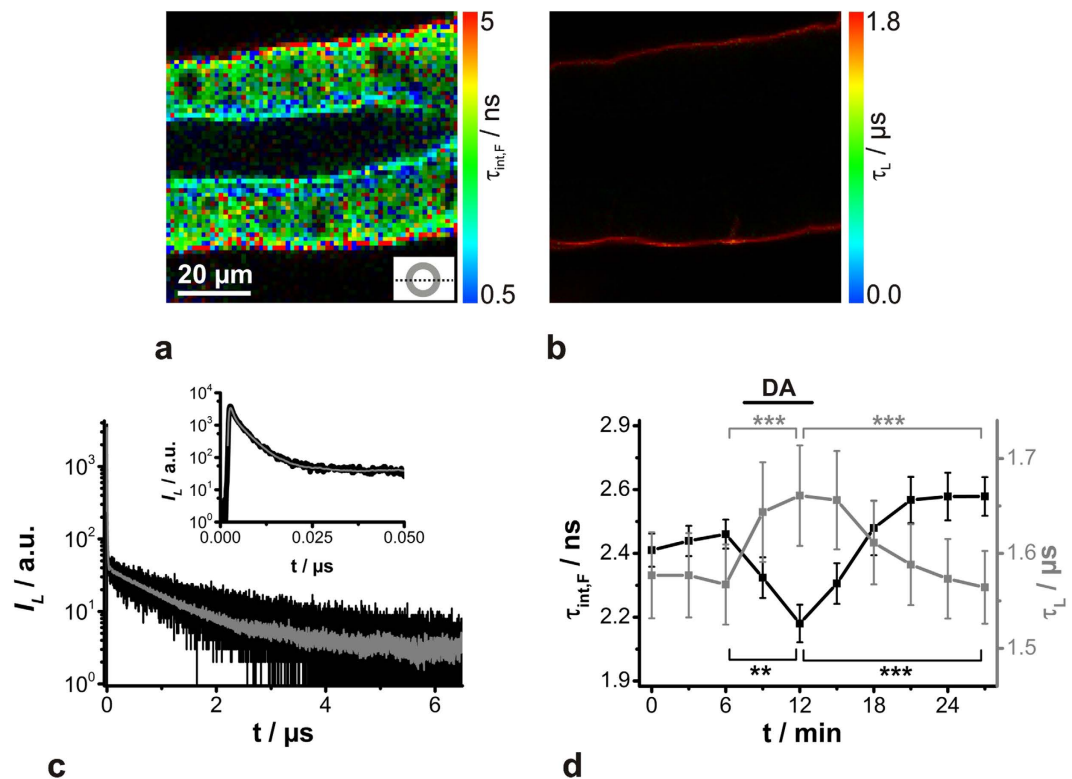 5
τint,F / ns
0.5
20 µm
a
1.8
τL / µs
0.0
b
IL / a.u.
10³
10²
10¹
10⁰
0
2
4
6
t / µs
IL / a.u.
10⁴
10³
10²
10¹
10⁰
0.000
0.025
0.050
t / µs
c
DA
***
***
τint,F / ns
2.9
2.6
2.4
2.2
1.9
1.7
1.6
1.5
τL / µs
**
***
0
6
12
18
24
t / min
d